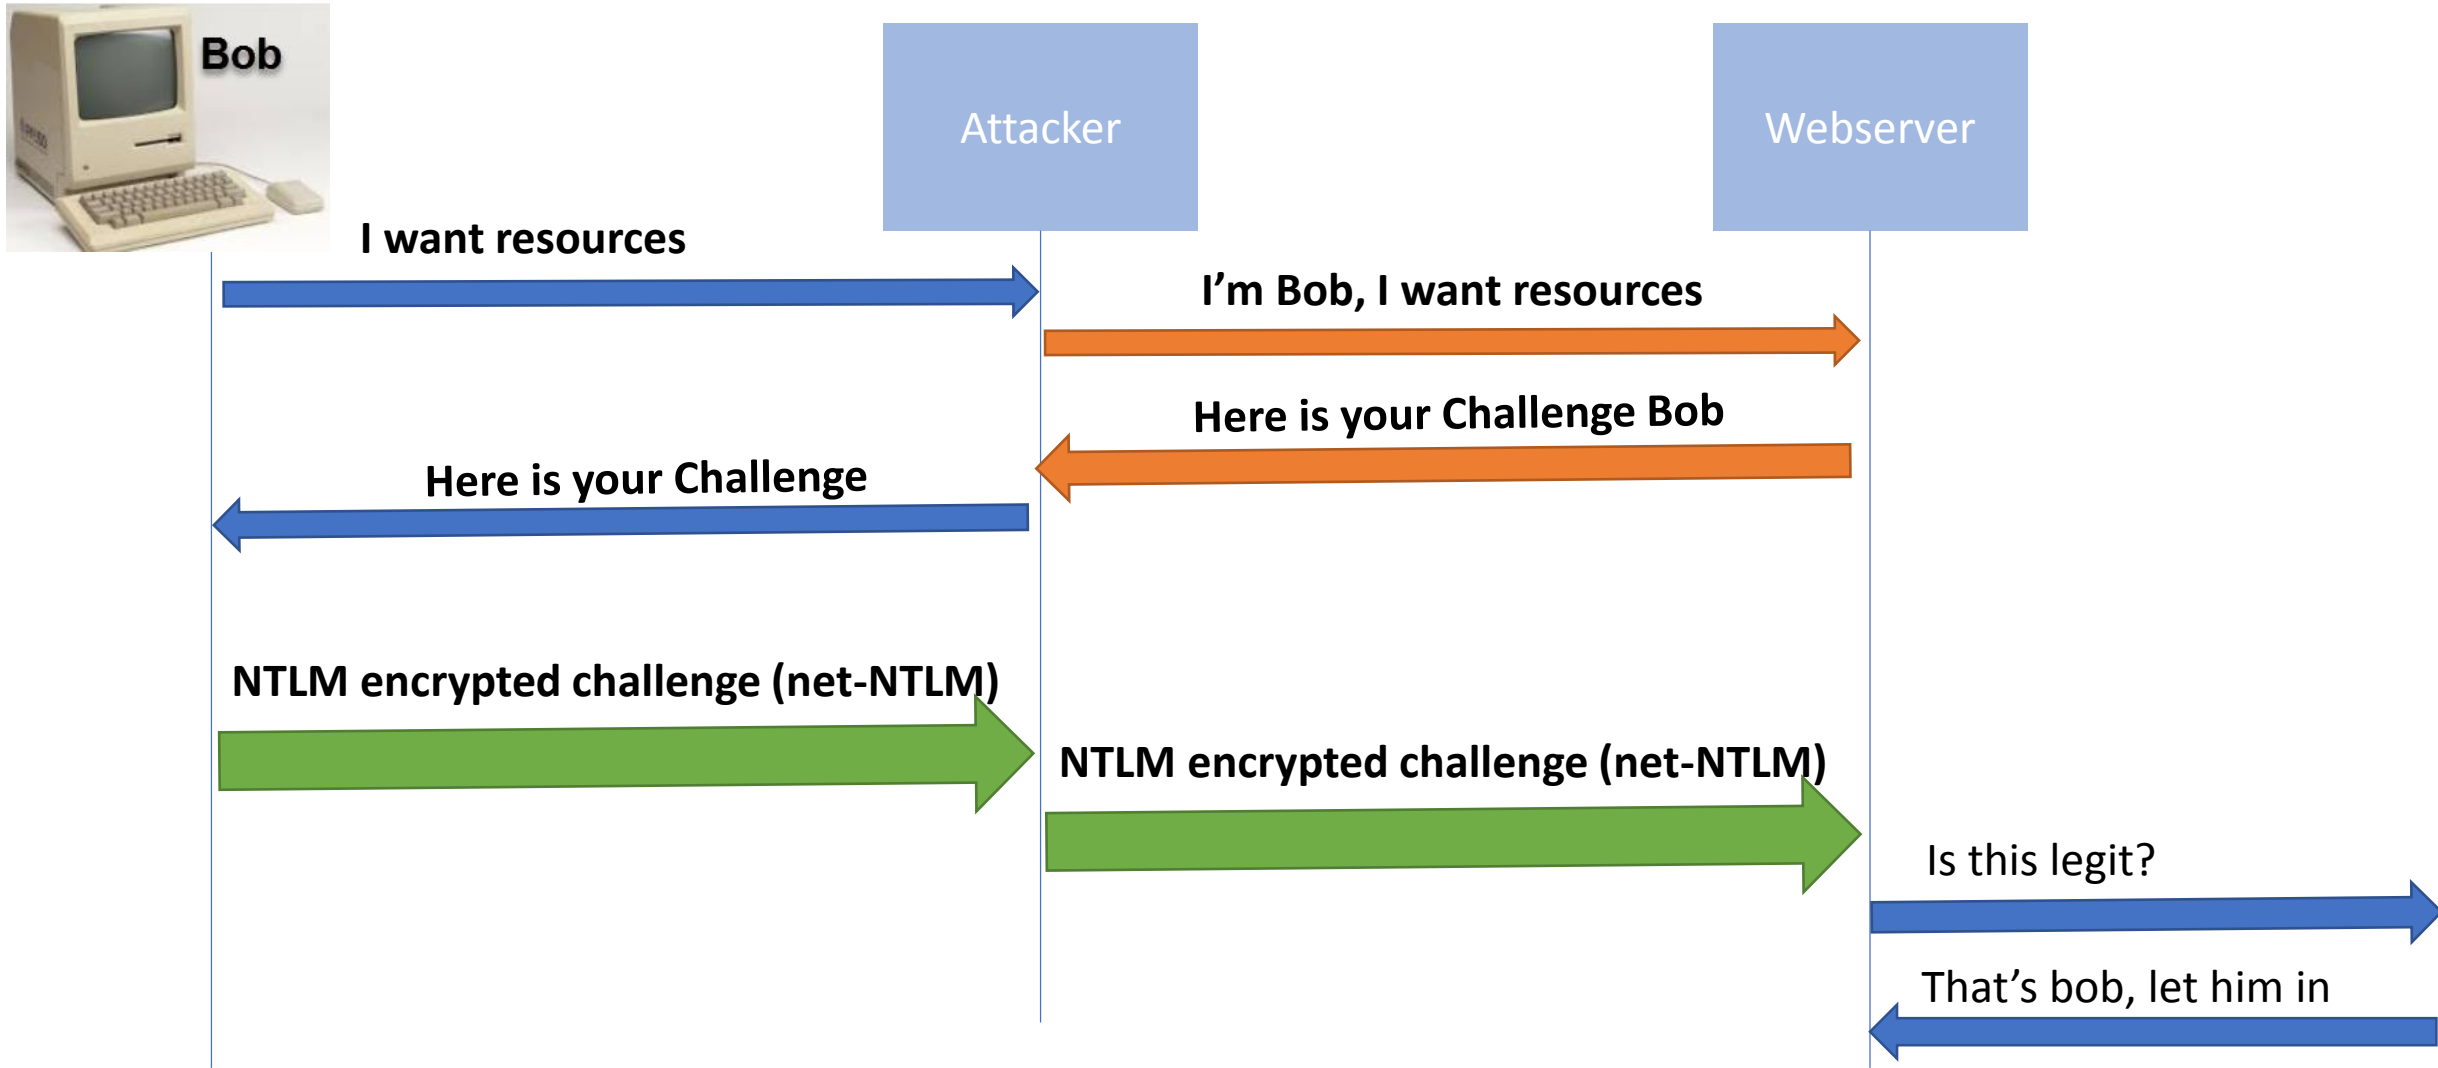 Bob
Attacker
Webserver
I want resources
I’m Bob, I want resources
Here is your Challenge Bob
Here is your Challenge
NTLM encrypted challenge (net-NTLM)
NTLM encrypted challenge (net-NTLM)
Is this legit?
That’s bob, let him in